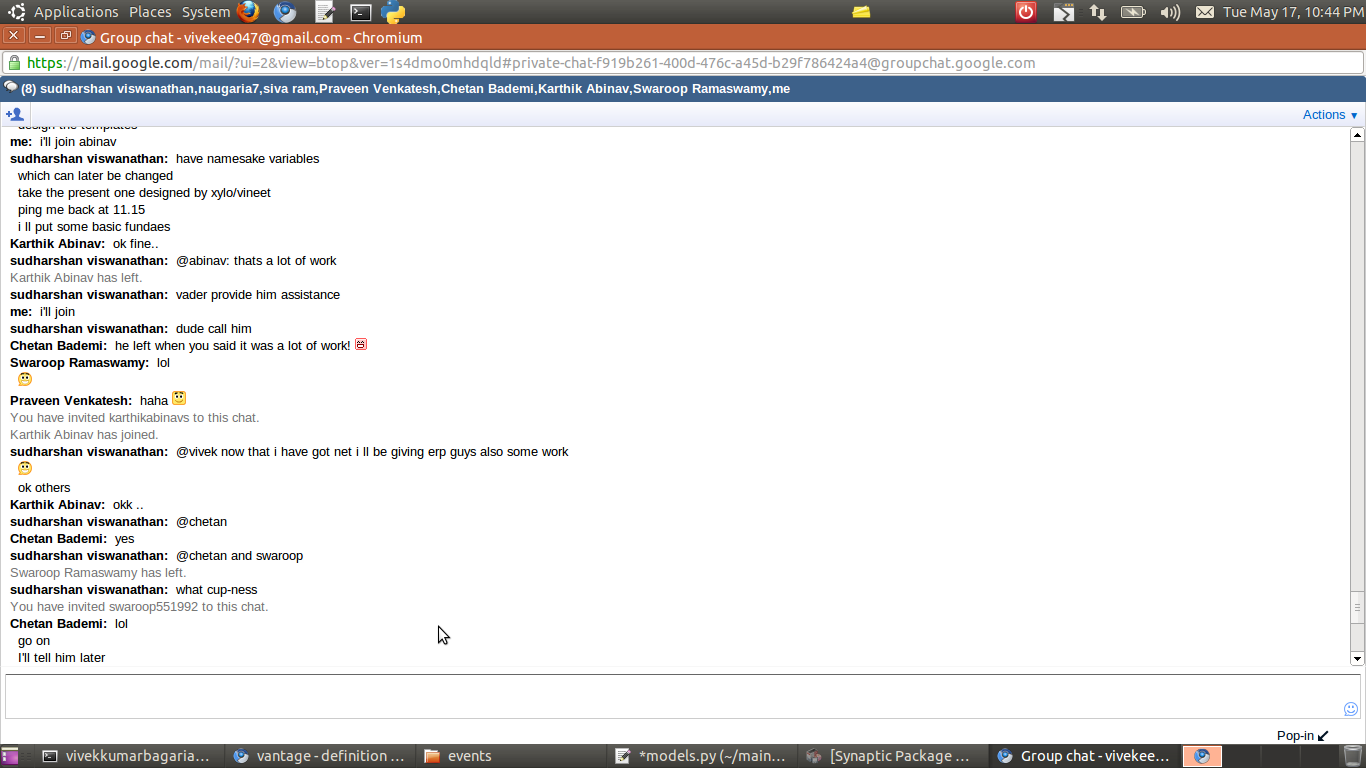 Applications Places System Tue May 17, 10:44 PM
Group chat - vivekee047@gmail.com - Chromium
https://mail.google.com/mail/?ui=2&view=btop&ver=1s4dmo0mhdqld#private-chat-f919b261-400d-476c-a45d-b29f786424a4@groupchat.google.com
(8) sudharshan viswanathan,naugaria7,siva ram,Praveen Venkatesh,Chetan Bademi,Karthik Abinav,Swaroop Ramaswamy,me
Actions ▼
design the templates
me: i'll join abinav
sudharshan viswanathan: have namesake variables
which can later be changed
take the present one designed by xylo/vineet
ping me back at 11.15
i ll put some basic fundaes
Karthik Abinav: ok fine..
sudharshan viswanathan: @abinav: thats a lot of work
Karthik Abinav has left.
sudharshan viswanathan: vader provide him assistance
me: i'll join
sudharshan viswanathan: dude call him
Chetan Bademi: he left when you said it was a lot of work!
Swaroop Ramaswamy: lol
Praveen Venkatesh: haha
You have invited karthikabinavs to this chat.
Karthik Abinav has joined.
sudharshan viswanathan: @vivek now that i have got net i ll be giving erp guys also some work
ok others
Karthik Abinav: okk ..
sudharshan viswanathan: @chetan
Chetan Bademi: yes
sudharshan viswanathan: @chetan and swaroop
Swaroop Ramaswamy has left.
sudharshan viswanathan: what cup-ness
You have invited swaroop551992 to this chat.
Chetan Bademi: lol
go on
I'll tell him later
Pop-in
vivekkumarbagaria... vantage - definition ... events *models.py (~/main... [Synaptic Package ... Group chat - vivekee...